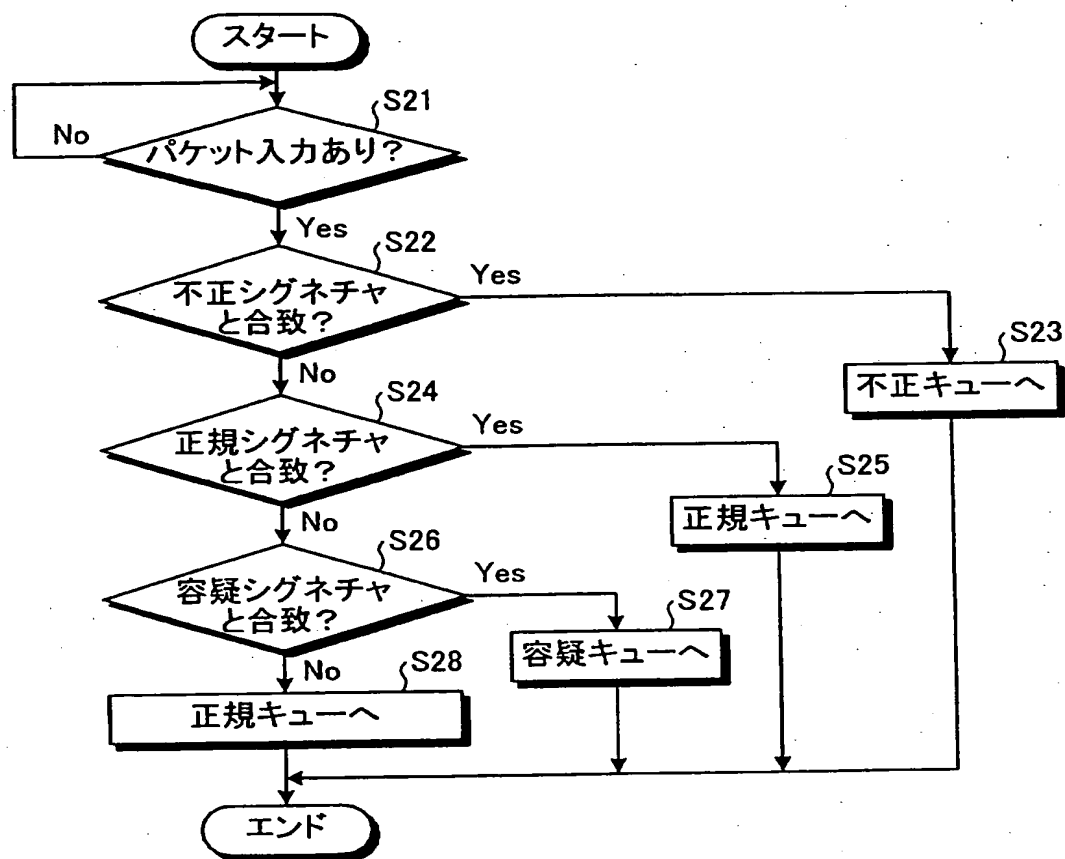 スタート
S21
No
パケット入力あり？
Yes
S22
Yes
不正シグネチャ
と合致？
S23
不正キューへ
No
S24
Yes
正規シグネチャ
と合致？
S25
正規キューへ
No
S26
Yes
容疑シグネチャ
と合致？
S27
容疑キューへ
No
S28
正規キューへ
エンド